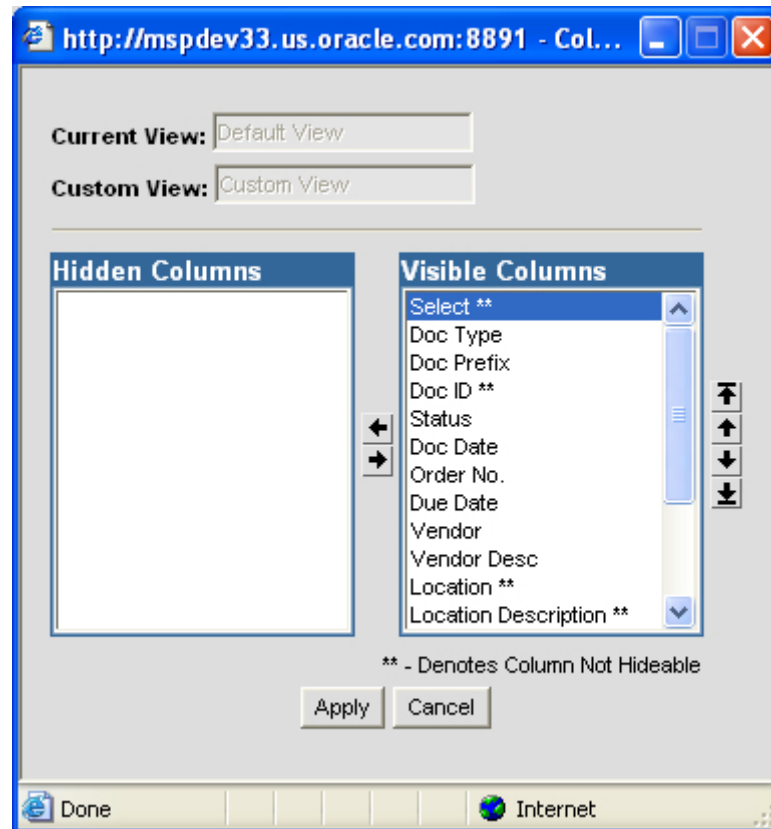 http://mspdev33.us.oracle.com:8891 - Col...
Current View: Default View
Custom View: Custom View
Hidden Columns
Visible Columns
Select **
Doc Type
Doc Prefix
Doc ID **
Status
Doc Date
Order No.
Due Date
Vendor
Vendor Desc
Location **
Location Description **
** - Denotes Column Not Hideable
Apply Cancel
Done Internet